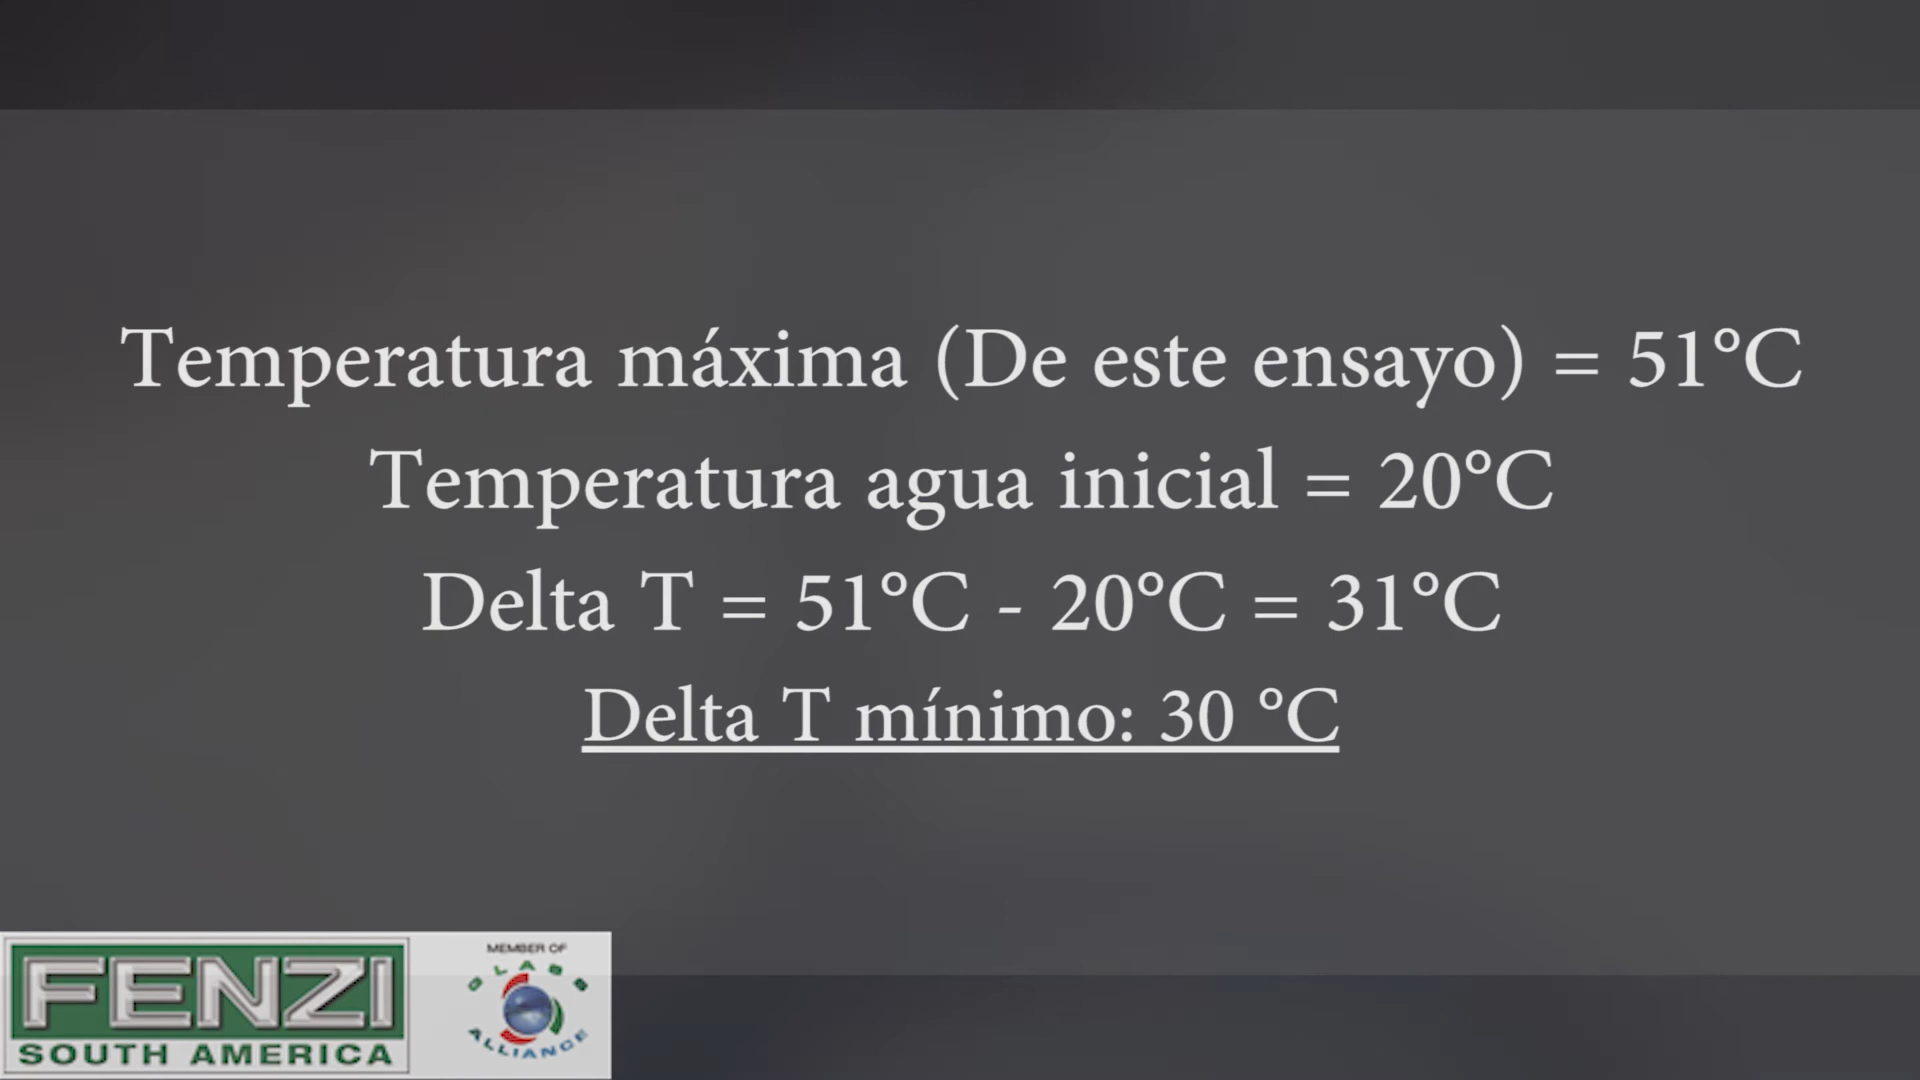 Temperatura máxima (De este ensayo) = 51°C
Temperatura agua inicial = 20°C
Delta T = 51°C - 20°C = 31°C
Delta T mínimo: 30 °C
FENZI
SOUTH AMERICA
MEMBER OF
GLASS
ALLIANCE